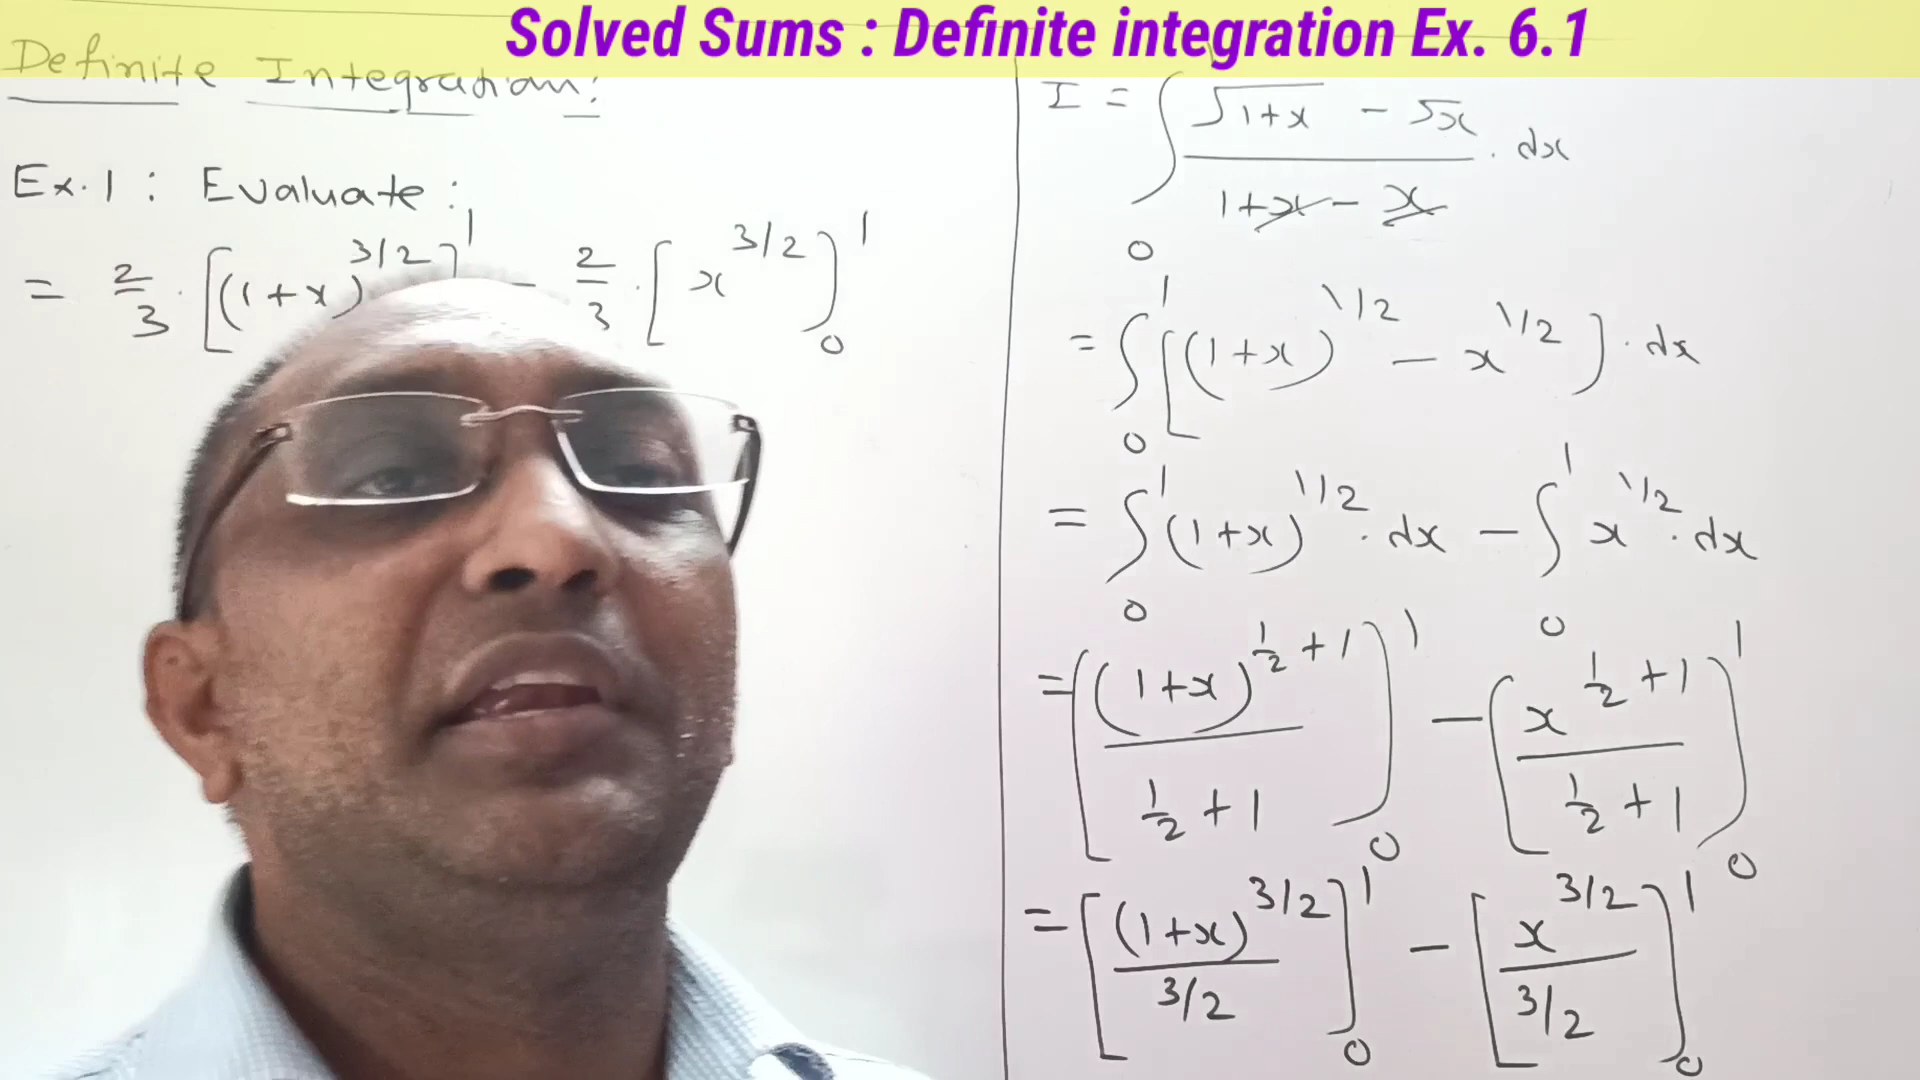 Solved Sums : Definite integration Ex. 6.1
Definite Integration:
Ex. 1 : Evaluate :
= 2/3 . [(1+x)^3/2]^1 - 2/3 . [x^3/2]_0^1
I = ∫_0 √1+x - √x / 1+x - x . dx
= ∫_0^1 [(1+x)^1/2 - x^1/2] . dx
= ∫_0^1 (1+x)^1/2 . dx - ∫_0^1 x^1/2 . dx
= [(1+x)^1/2+1 / 1/2+1]_0^1 - [x^1/2+1 / 1/2+1]_0^1
= [(1+x)^3/2 / 3/2]_0^1 - [x^3/2 / 3/2]_0^1